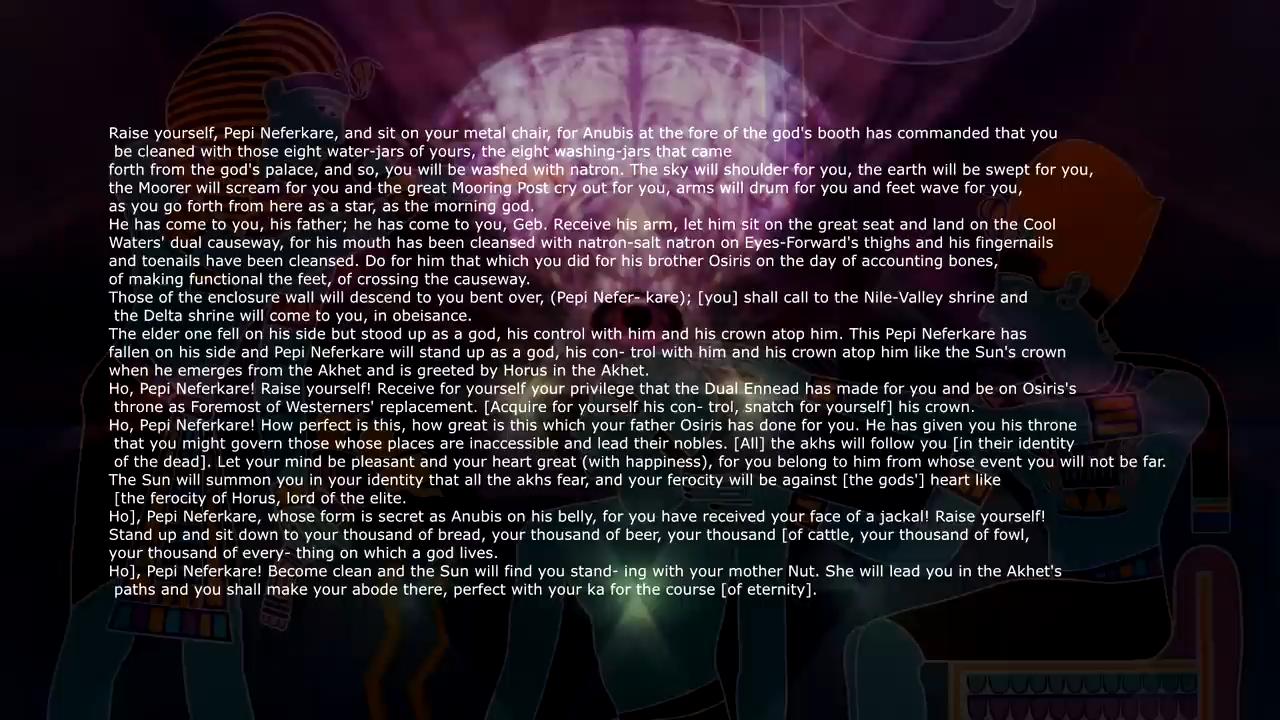 Raise yourself, Pepi Neferkare, and sit on your metal chair, for Anubis at the fore of the god's booth has commanded that you
be cleaned with those eight water-jars of yours, the eight washing-jars that came
forth from the god's palace, and so, you will be washed with natron. The sky will shoulder for you, the earth will be swept for you,
the Moorer will scream for you and the great Mooring Post cry out for you, arms will drum for you and feet wave for you,
as you go forth from here as a star, as the morning god.
He has come to you, his father; he has come to you, Geb. Receive his arm, let him sit on the great seat and land on the Cool
Waters' dual causeway, for his mouth has been cleansed with natron-salt natron on Eyes-Forward's thighs and his fingernails
and toenails have been cleansed. Do for him that which you did for his brother Osiris on the day of accounting bones,
of making functional the feet, of crossing the causeway.
Those of the enclosure wall will descend to you bent over, (Pepi Nefer- kare); [you] shall call to the Nile-Valley shrine and
the Delta shrine will come to you, in obeisance.
The elder one fell on his side but stood up as a god, his control with him and his crown atop him. This Pepi Neferkare has
fallen on his side and Pepi Neferkare will stand up as a god, his con- trol with him and his crown atop him like the Sun's crown
when he emerges from the Akhet and is greeted by Horus in the Akhet.
Ho, Pepi Neferkare! Raise yourself! Receive for yourself your privilege that the Dual Ennead has made for you and be on Osiris's
throne as Foremost of Westerners' replacement. [Acquire for yourself his con- trol, snatch for yourself] his crown.
Ho, Pepi Neferkare! How perfect is this, how great is this which your father Osiris has done for you. He has given you his throne
that you might govern those whose places are inaccessible and lead their nobles. [All] the akhs will follow you [in their identity
of the dead]. Let your mind be pleasant and your heart great (with happiness), for you belong to him from whose event you will not be far.
The Sun will summon you in your identity that all the akhs fear, and your ferocity will be against [the gods'] heart like
[the ferocity of Horus, lord of the elite.
Ho], Pepi Neferkare, whose form is secret as Anubis on his belly, for you have received your face of a jackal! Raise yourself!
Stand up and sit down to your thousand of bread, your thousand of beer, your thousand [of cattle, your thousand of fowl,
your thousand of every- thing on which a god lives.
Ho], Pepi Neferkare! Become clean and the Sun will find you stand- ing with your mother Nut. She will lead you in the Akhet's
paths and you shall make your abode there, perfect with your ka for the course [of eternity].